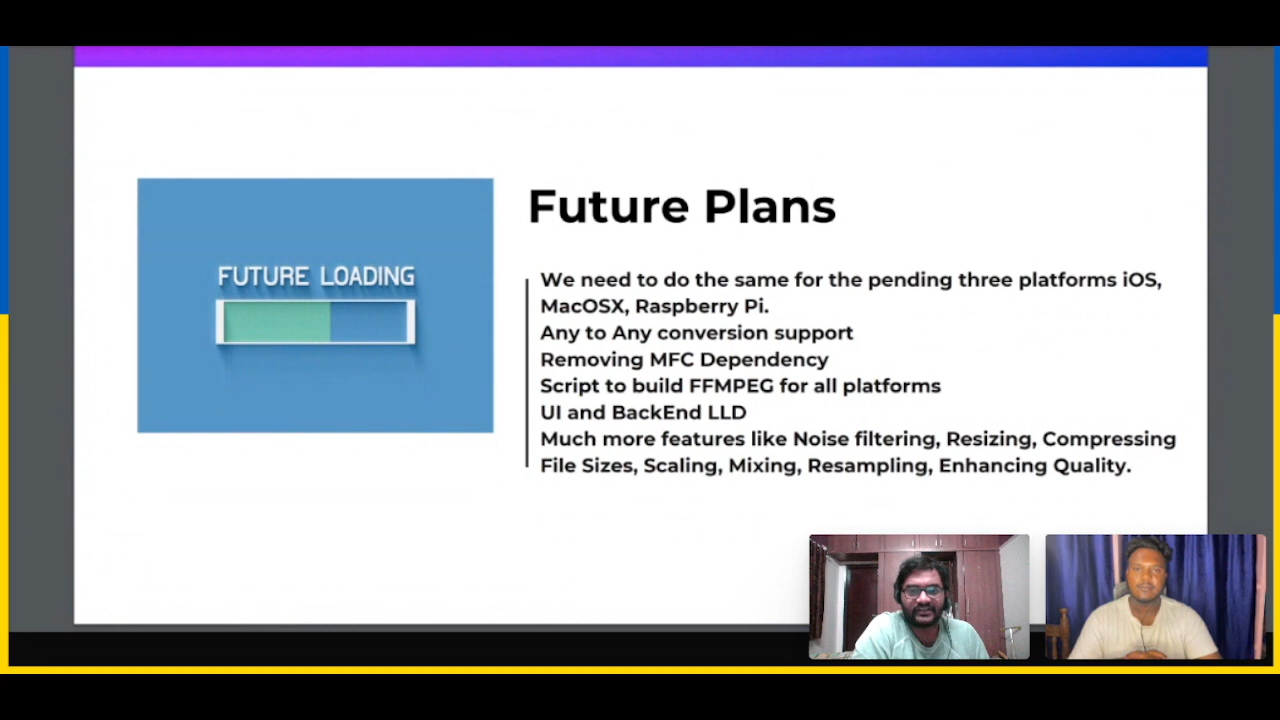 FUTURE LOADING
Future Plans
We need to do the same for the pending three platforms iOS,
MacOSX, Raspberry Pi.
Any to Any conversion support
Removing MFC Dependency
Script to build FFMPEG for all platforms
UI and BackEnd LLD
Much more features like Noise filtering, Resizing, Compressing
File Sizes, Scaling, Mixing, Resampling, Enhancing Quality.